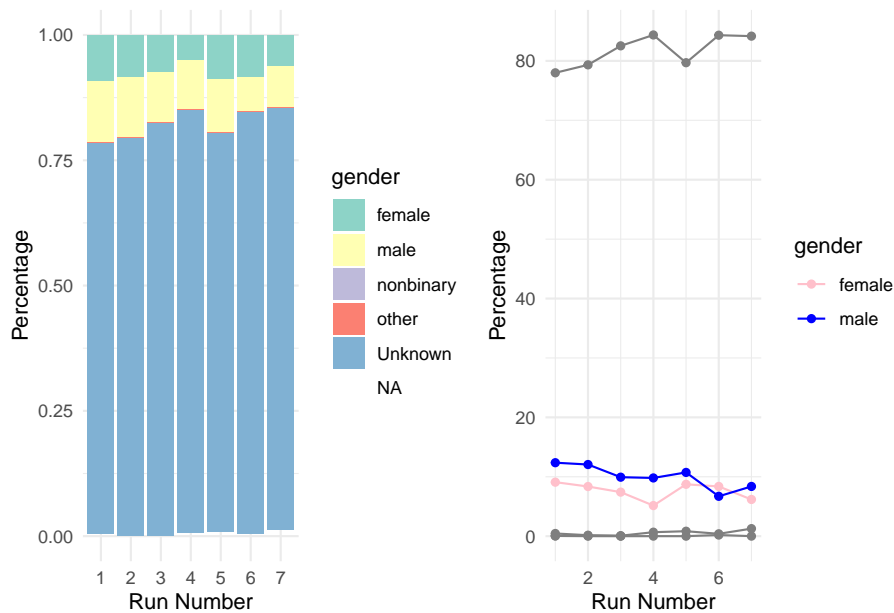 1.00
0.75
0.50
0.25
0.00
Percentage
1 2 3 4 5 6 7
Run Number
gender
female
male
nonbinary
other
Unknown
NA
80
60
40
20
0
Percentage
2 4 6
Run Number
gender
female
male